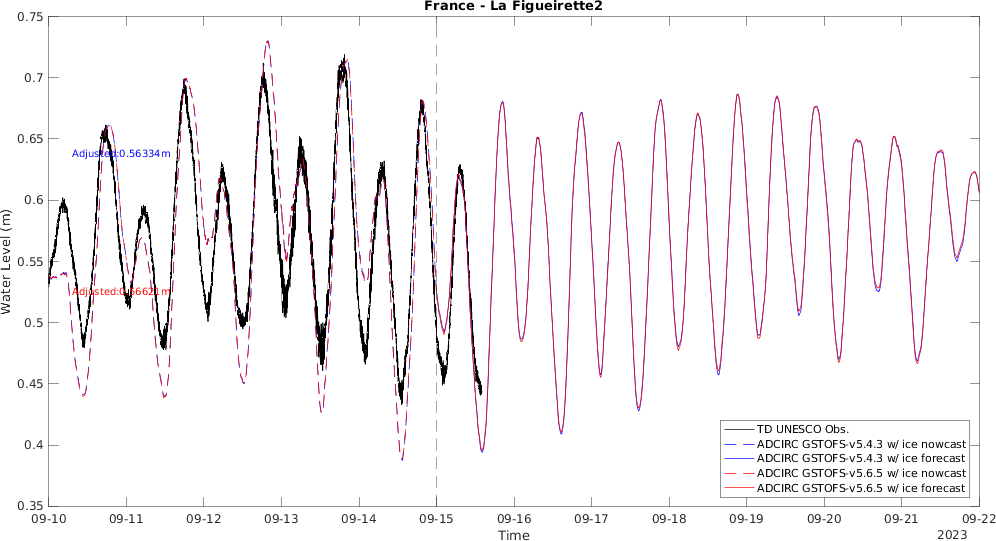 France - La Figueirette2
0.75
0.7
0.65
0.6
0.55
0.5
0.45
0.4
0.35
Water Level (m)
Adjusted:0.56334m
Adjusted:0.56621m
TD UNESCO Obs.
ADCIRC GSTOFS-v5.4.3 w/ ice nowcast
ADCIRC GSTOFS-v5.4.3 w/ ice forecast
ADCIRC GSTOFS-v5.6.5 w/ ice nowcast
ADCIRC GSTOFS-v5.6.5 w/ ice forecast
09-10 09-11 09-12 09-13 09-14 09-15 09-16 09-17 09-18 09-19 09-20 09-21 09-22
Time
2023